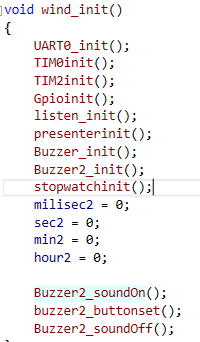 void wind_init()
{
UART0_init();
TIM0init();
TIM2init();
Gpioinit();
listen_init();
presenterinit();
Buzzer_init();
Buzzer2_init();
stopwatchinit();
milisec2 = 0;
sec2 = 0;
min2 = 0;
hour2 = 0;
Buzzer2_soundOn();
buzzer2_buttonset();
Buzzer2_soundOff();